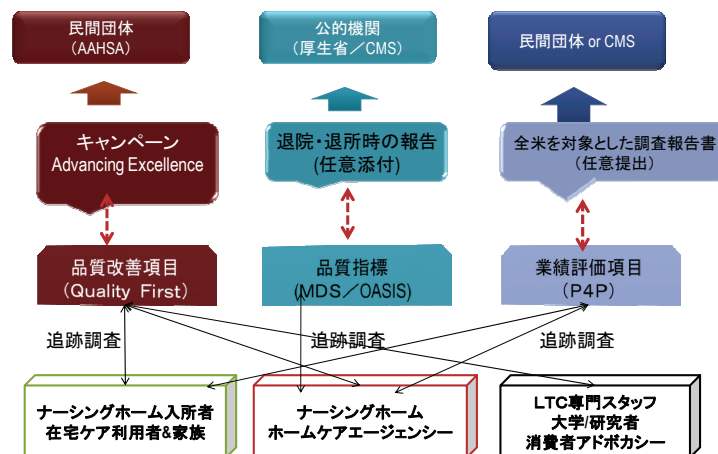 民間団体
(AAHSA)
公的機関
(厚生省／CMS)
民間団体 or CMS
キャンペーン
Advancing Excellence
退院・退所時の報告
(任意添付)
全米を対象とした調査報告書
(任意提出)
品質改善項目
(Quality First)
品質指標
(MDS／OASIS)
業績評価項目
(P4P)
追跡調査
追跡調査
追跡調査
ナーシングホーム入所者
在宅ケア利用者&家族
ナーシングホーム
ホームケアエージェンシー
LTC専門スタッフ
大学/研究者
消費者アドボカシー